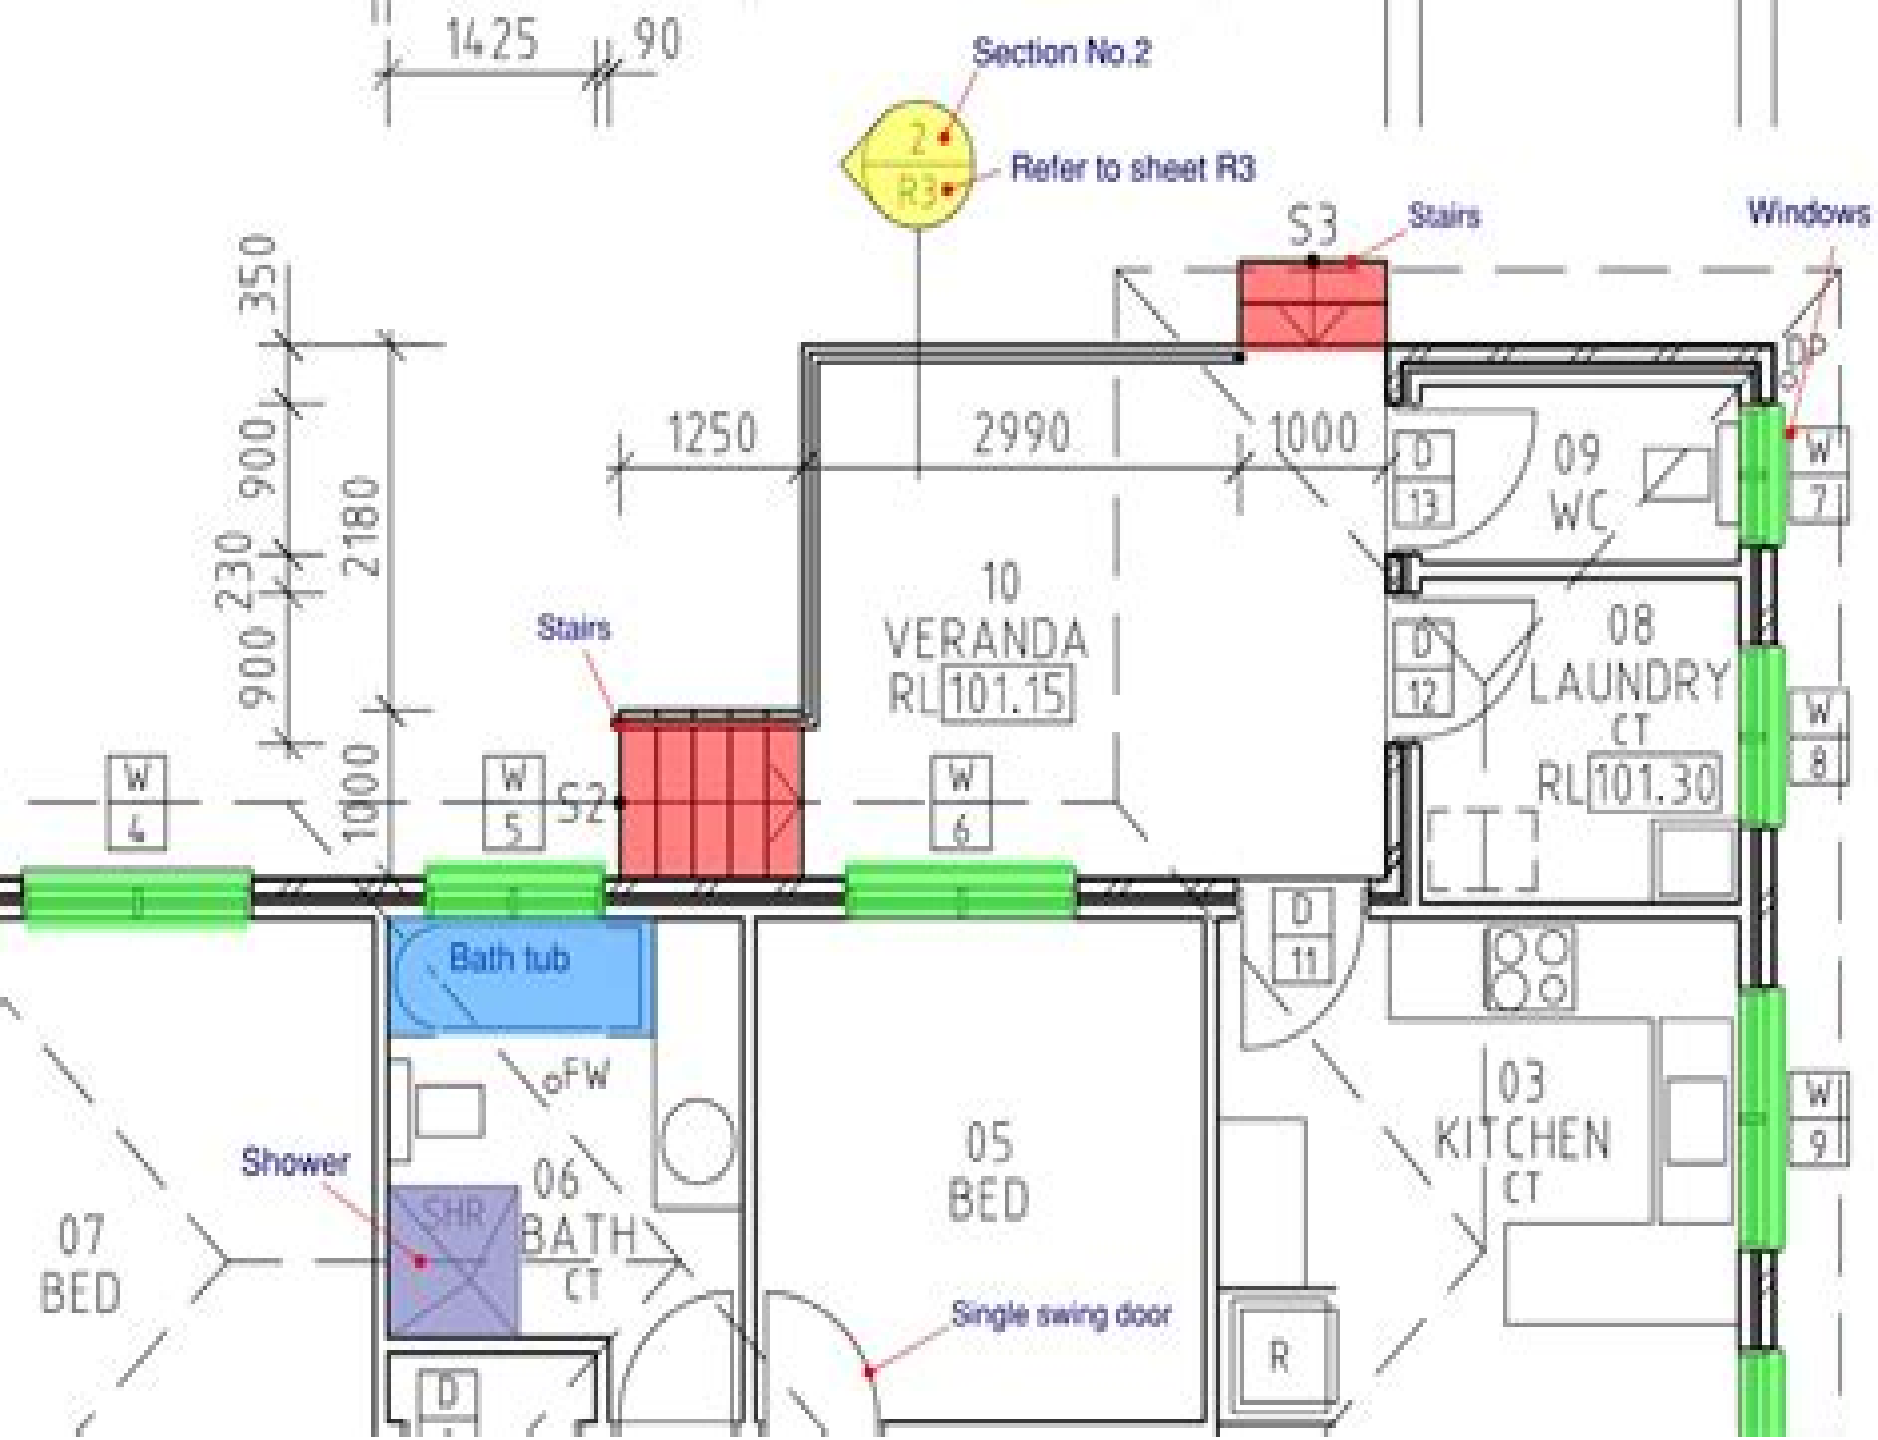 1425
90
Section No.2
2
R3
Refer to sheet R3
S3
Stairs
Windows
350
DP
1250
2990
1000
900
2180
230
900
1000
D
13
09
WC
W
7
10
VERANDA
RL 101.15
Stairs
D
12
08
LAUNDRY
CT
RL 101.30
W
8
W
4
W
5
S2
W
6
D
11
Bath tub
FW
03
KITCHEN
CT
W
9
05
BED
Shower
SHR
06
BATH
CT
07
BED
Single swing door
R
D